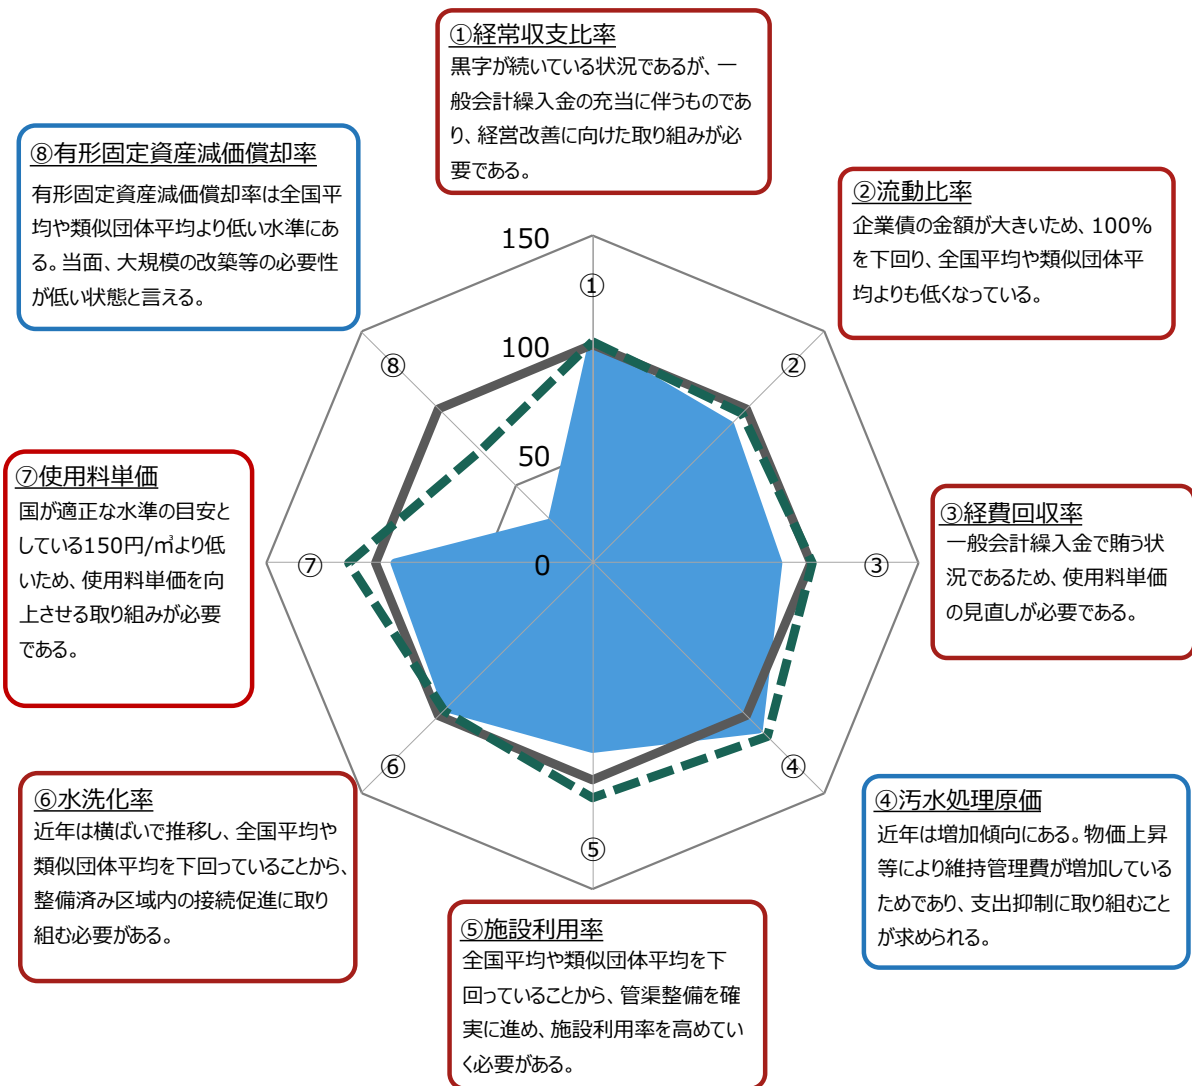 ①経常収支比率
黒字が続いている状況であるが、一
般会計繰入金の充当に伴うものであ
り、経営改善に向けた取り組みが必
要である。
⑧有形固定資産減価償却率
有形固定資産減価償却率は全国平
均や類似団体平均より低い水準にあ
る。当面、大規模の改築等の必要性
が低い状態と言える。
②流動比率
企業債の金額が大きいため、100%
を下回り、全国平均や類似団体平
均よりも低くなっている。
150
100
50
0
①
②
③
④
⑤
⑥
⑦
⑧
⑦使用料単価
国が適正な水準の目安と
している150円/㎥より低
いため、使用料単価を向
上させる取り組みが必要
である。
③経費回収率
一般会計繰入金で賄う状
況であるため、使用料単価
の見直しが必要である。
⑥水洗化率
近年は横ばいで推移し、全国平均や
類似団体平均を下回っていることから、
整備済み区域内の接続促進に取り
組む必要がある。
④汚水処理原価
近年は増加傾向にある。物価上昇
等により維持管理費が増加している
ためであり、支出抑制に取り組むこと
が求められる。
⑤施設利用率
全国平均や類似団体平均を下
回っていることから、管渠整備を確
実に進め、施設利用率を高めてい
く必要がある。